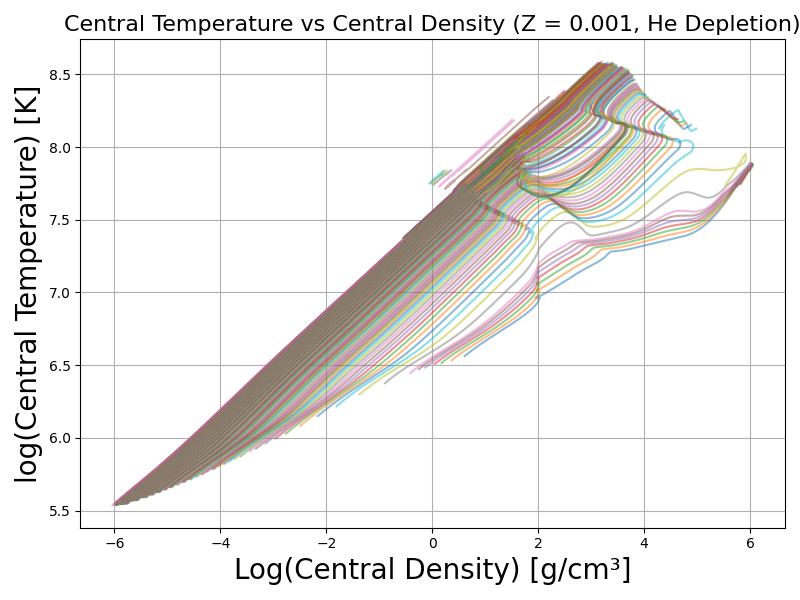 Central Temperature vs Central Density (Z = 0.001, He Depletion)
log(Central Temperature) [K]
8.5
8.0
7.5
7.0
6.5
6.0
5.5
−6 −4 −2 0 2 4 6
Log(Central Density) [g/cm³]